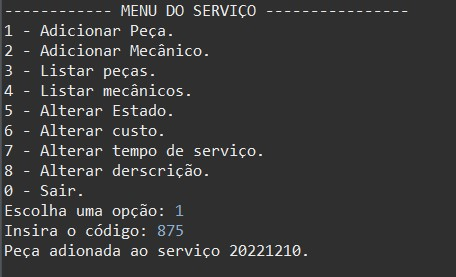 ------------ MENU DO SERVIÇO ----------------
1 - Adicionar Peça.
2 - Adicionar Mecânico.
3 - Listar peças.
4 - Listar mecânicos.
5 - Alterar Estado.
6 - Alterar custo.
7 - Alterar tempo de serviço.
8 - Alterar derscrição.
0 - Sair.
Escolha uma opção: 1
Insira o código: 875
Peça adionada ao serviço 20221210.